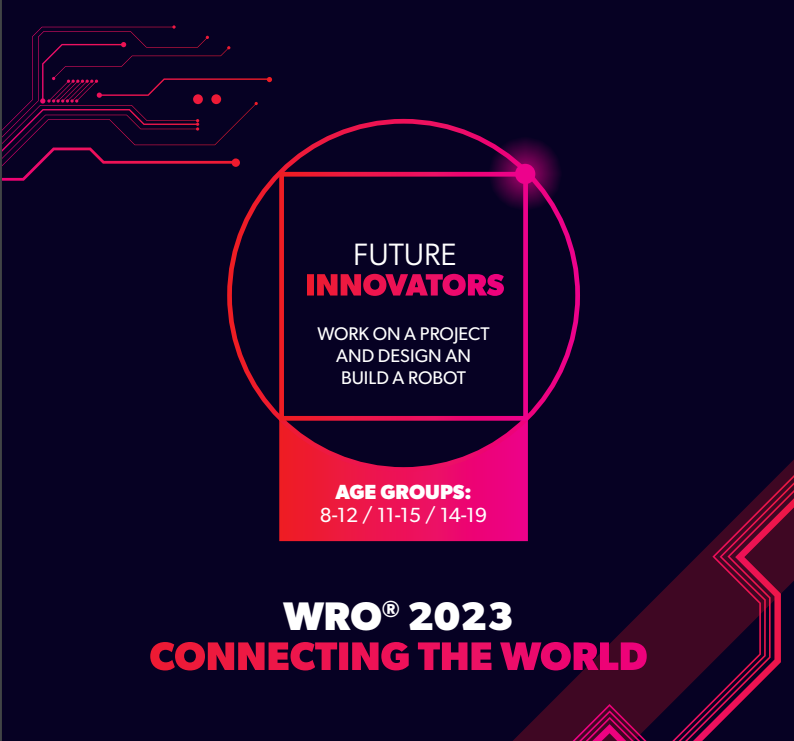 FUTURE
INNOVATORS
WORK ON A PROJECT
AND DESIGN AN
BUILD A ROBOT
AGE GROUPS:
8-12 / 11-15 / 14-19
WRO® 2023
CONNECTING THE WORLD